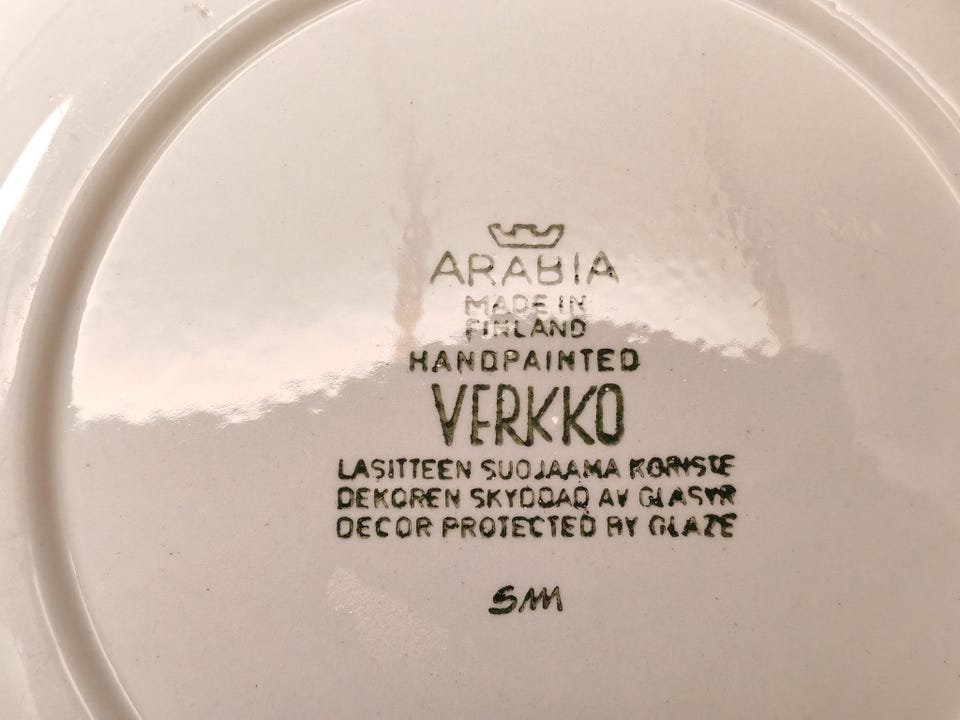 ARABIA
MADE IN
FINLAND
HANDPAINTED
VERKKO
LASITTEEN SUOJAAMA KORISTE
DEKOREN SKYDDAD AV GLASYR
DECOR PROTECTED BY GLAZE
SM